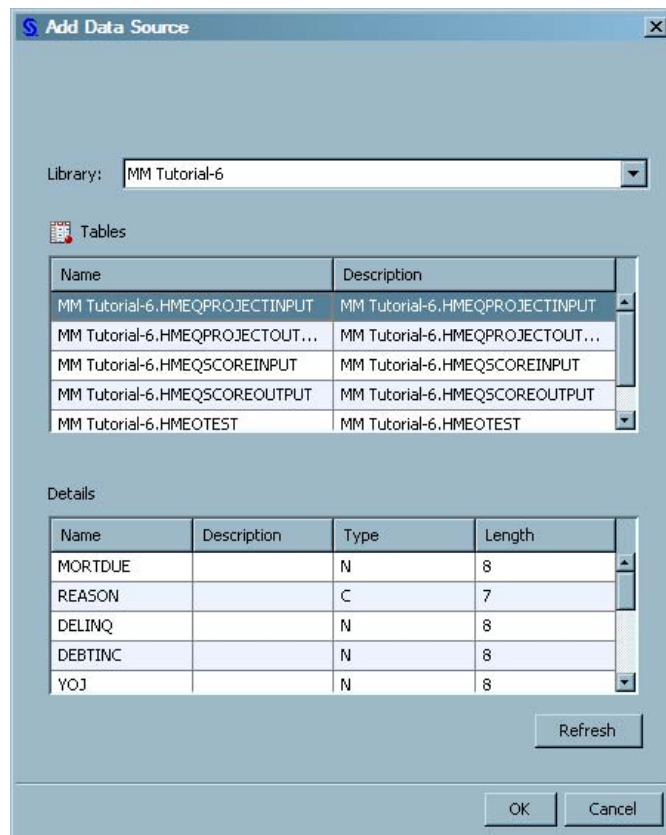 Add Data Source
Library: MM Tutorial-6
Tables
Name Description
MM Tutorial-6.HMEQPROJECTINPUT MM Tutorial-6.HMEQPROJECTINPUT
MM Tutorial-6.HMEQPROJECTOUT... MM Tutorial-6.HMEQPROJECTOUT...
MM Tutorial-6.HMEQSCOREINPUT MM Tutorial-6.HMEQSCOREINPUT
MM Tutorial-6.HMEQSCOREOUTPUT MM Tutorial-6.HMEQSCOREOUTPUT
MM Tutorial-6.HMEQTEST MM Tutorial-6.HMEQTEST
Details
Name Description Type Length
MORTDUE N 8
REASON C 7
DELINQ N 8
DEBTINC N 8
YOJ N 8
Refresh
OK Cancel